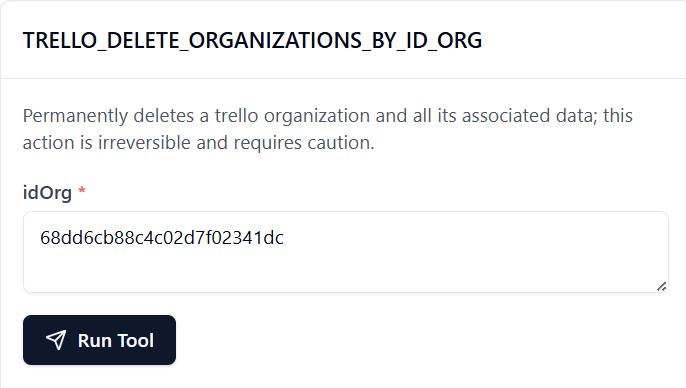 TRELLO_DELETE_ORGANIZATIONS_BY_ID_ORG
Permanently deletes a trello organization and all its associated data; this
action is irreversible and requires caution.
idOrg *
68dd6cb88c4c02d7f02341dc
Run Tool